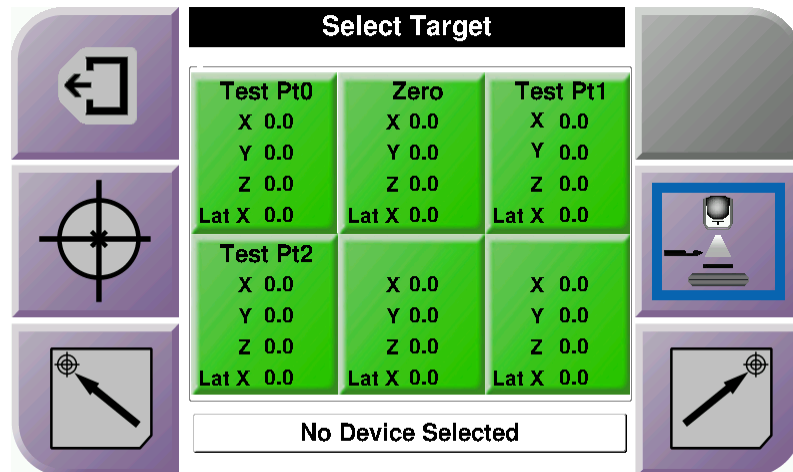 Select Target
Test Pt0 Zero Test Pt1
X 0.0 X 0.0 X 0.0
Y 0.0 Y 0.0 Y 0.0
Z 0.0 Z 0.0 Z 0.0
Lat X 0.0 Lat X 0.0 Lat X 0.0
Test Pt2
X 0.0 X 0.0 X 0.0
Y 0.0 Y 0.0 Y 0.0
Z 0.0 Z 0.0 Z 0.0
Lat X 0.0 Lat X 0.0 Lat X 0.0
No Device Selected